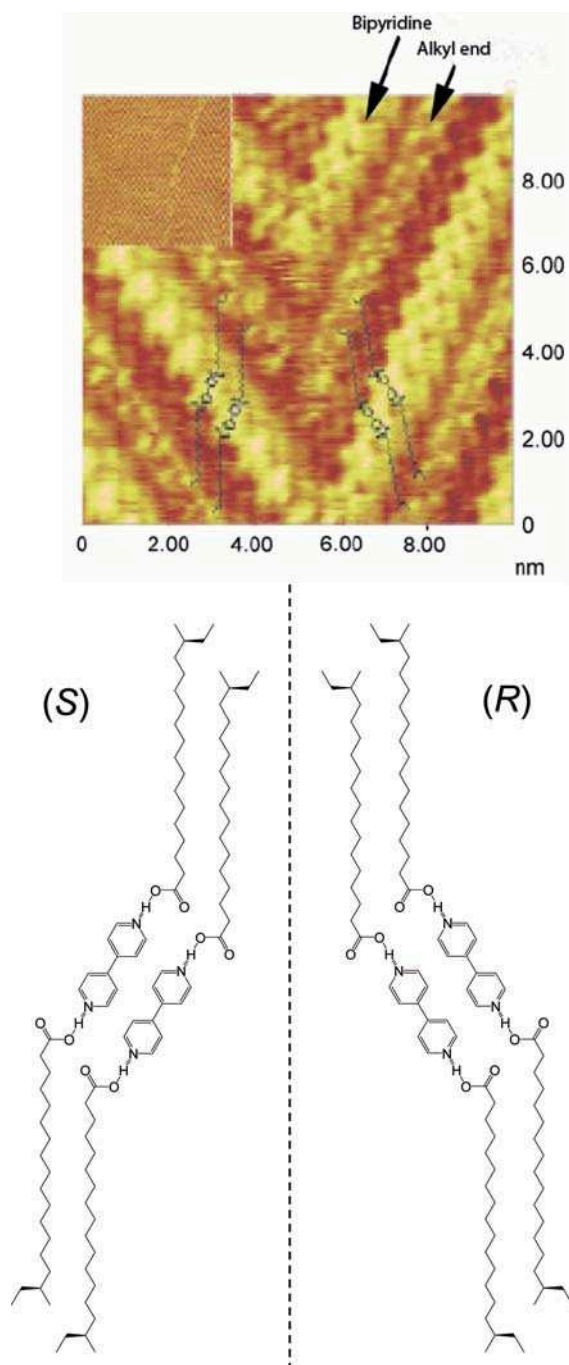 Bipyridine
Alkyl end
8.00
6.00
4.00
2.00
0
0 2.00 4.00 6.00 8.00
nm
(S) (R)
O
H O
N
O
H O
N
N
H O
O
N
H O
O
O
O H
N
O
O H
N
N
H O
O
N
H O
O